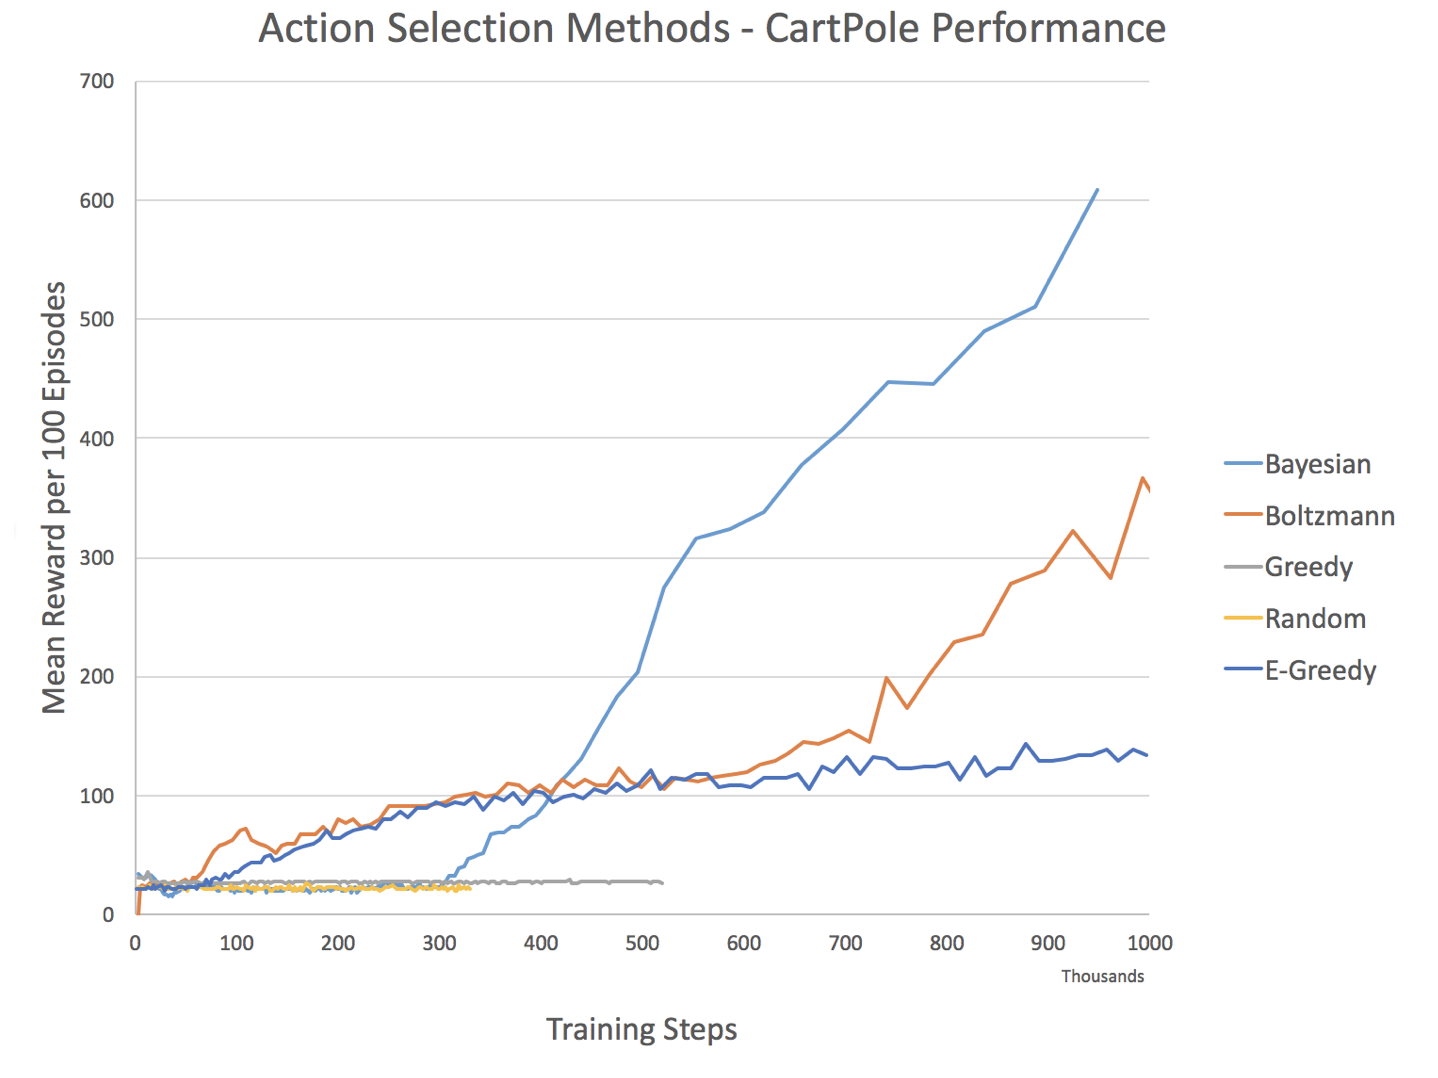 Action Selection Methods - CartPole Performance
Mean Reward per 100 Episodes
700
600
500
400
300
200
100
0
0 100 200 300 400 500 600 700 800 900 1000
Thousands
Training Steps
Bayesian
Boltzmann
Greedy
Random
E-Greedy